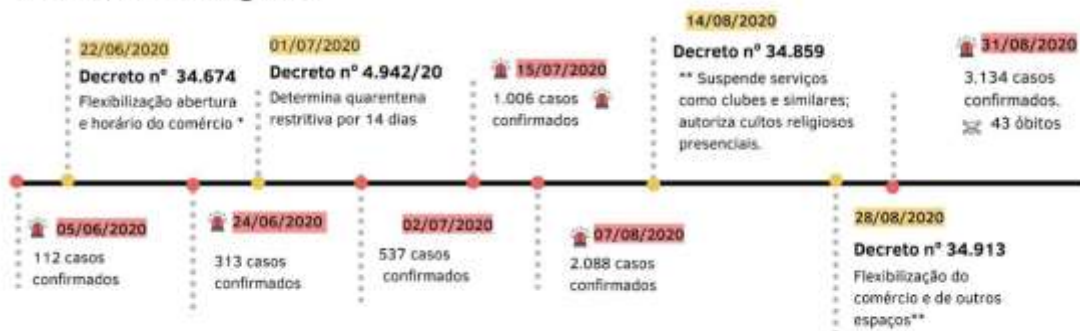 22/06/2020
Decreto nº 34.674
Flexibilização abertura
e horário do comércio *
01/07/2020
Decreto nº 4.942/20
Determina quarentena
restritiva por 14 dias
15/07/2020
1.006 casos
confirmados
14/08/2020
Decreto nº 34.859
** Suspende serviços
como clubes e similares;
autoriza cultos religiosos
presenciais.
31/08/2020
3.134 casos
confirmados.
43 óbitos
05/06/2020
112 casos
confirmados
24/06/2020
313 casos
confirmados
02/07/2020
537 casos
confirmados
07/08/2020
2.088 casos
confirmados
28/08/2020
Decreto nº 34.913
Flexibilização do
comércio e de outros
espaços**